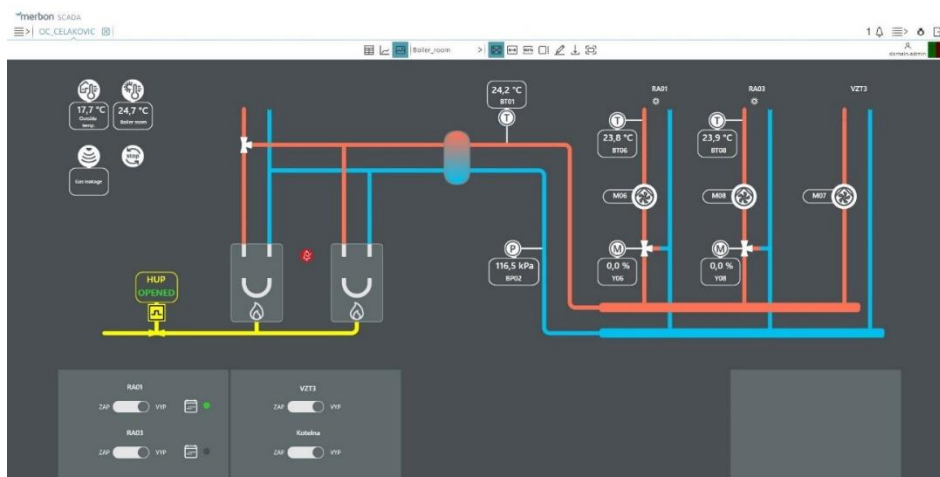 merbon SCADA
OC_CELAKOVIC
1
Boiler_room
domain.admin
17,7 °C
Outside
temp.
24,7 °C
Boiler room
stop
Gas leakage
24,2 °C
BT01
T
RA01
RA03
VZT3
T
23,8 °C
BT06
T
23,9 °C
BT08
M06
M08
M07
P
116,5 kPa
BP02
M
0,0 %
Y06
M
0,0 %
Y08
HUP
OPENED
RA01
ZAP VYP
RA03
ZAP VYP
VZT3
ZAP VYP
Kotelna
ZAP VYP